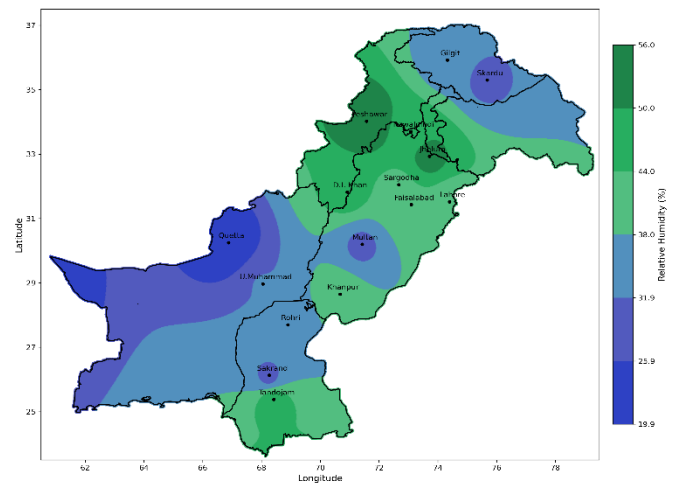 37
35
33
31
29
27
25
Latitude
Gilgit
Skardu
Peshawar
Jhelum
D.I. Khan
Sargodha
Faisalabad
Lahore
Quetta
Multan
U.Muhammad
Khanpur
Rohri
Sakrand
Tandojam
62 64 66 68 70 72 74 76 78
Longitude
56.0
50.0
44.0
38.0
31.9
25.9
19.9
Relative Humidity (%)